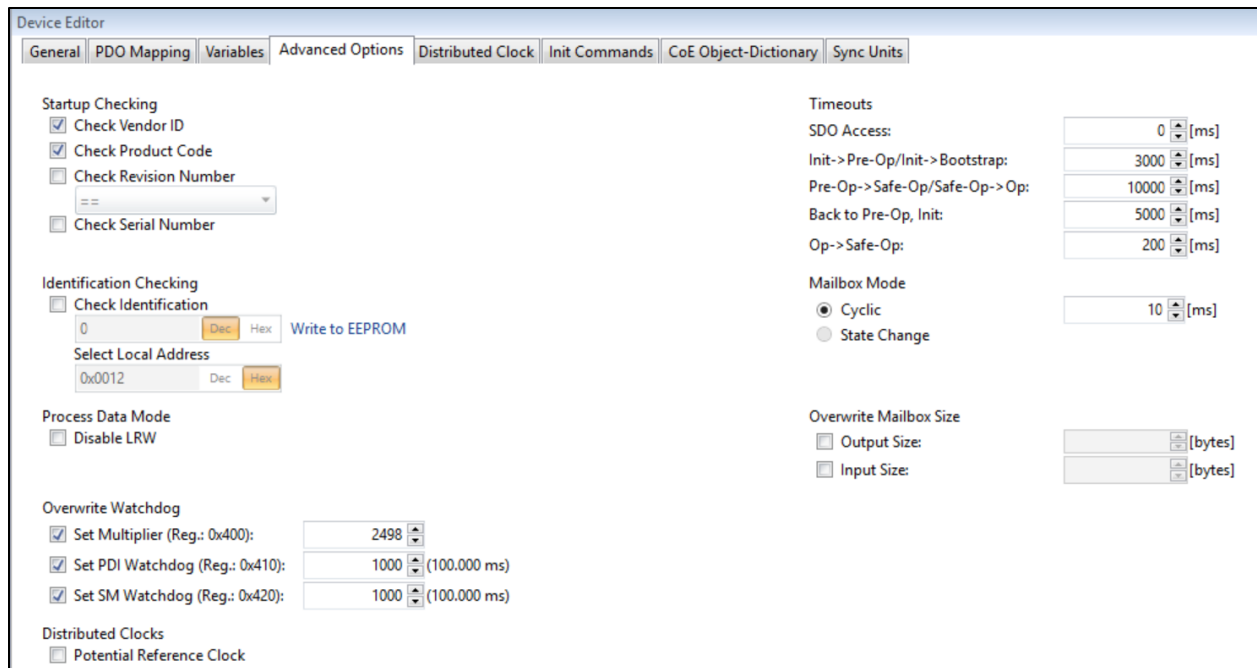 Device Editor
General PDO Mapping Variables Advanced Options Distributed Clock Init Commands CoE Object-Dictionary Sync Units
Startup Checking
Check Vendor ID
Check Product Code
Check Revision Number
==
Check Serial Number
Identification Checking
Check Identification
0 Dec Hex Write to EEPROM
Select Local Address
0x0012 Dec Hex
Process Data Mode
Disable LRW
Overwrite Watchdog
Set Multiplier (Reg.: 0x400): 2498
Set PDI Watchdog (Reg.: 0x410): 1000 (100.000 ms)
Set SM Watchdog (Reg.: 0x420): 1000 (100.000 ms)
Distributed Clocks
Potential Reference Clock
Timeouts
SDO Access: 0 [ms]
Init->Pre-Op/Init->Bootstrap: 3000 [ms]
Pre-Op->Safe-Op/Safe-Op->Op: 10000 [ms]
Back to Pre-Op, Init: 5000 [ms]
Op->Safe-Op: 200 [ms]
Mailbox Mode
Cyclic 10 [ms]
State Change
Overwrite Mailbox Size
Output Size: [bytes]
Input Size: [bytes]